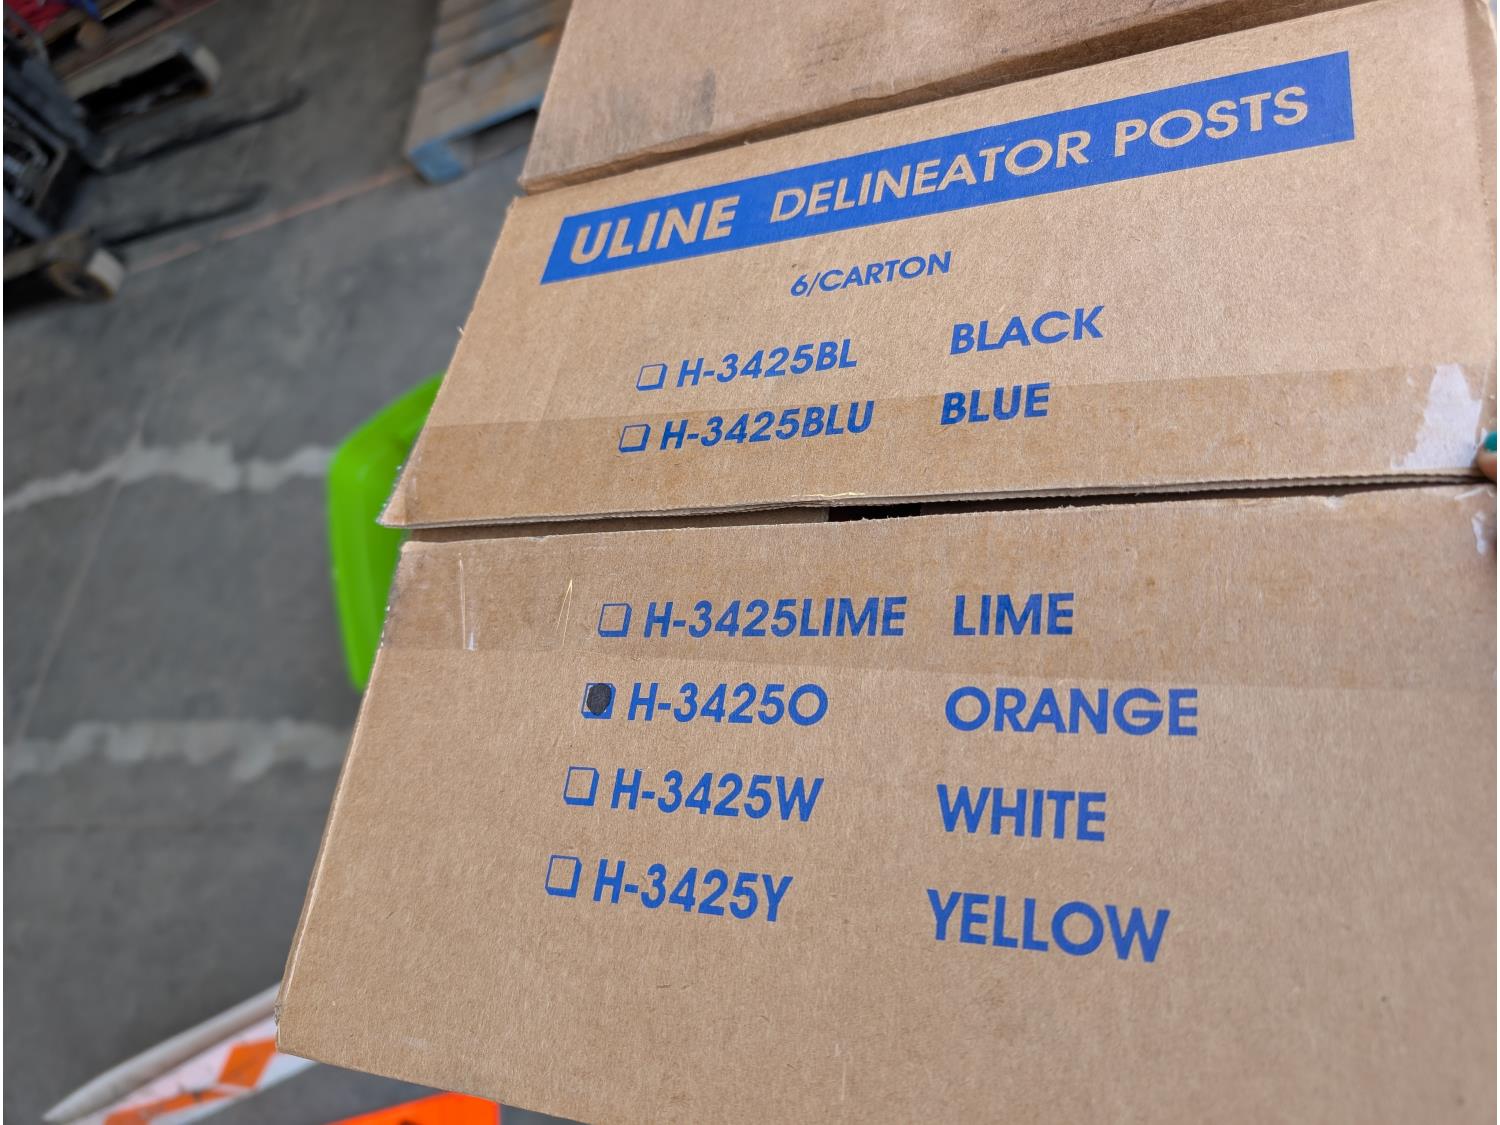 ULINE DELINEATOR POSTS
6/CARTON
H-3425BL BLACK
H-3425BLU BLUE
H-3425LIME LIME
H-3425O ORANGE
H-3425W WHITE
H-3425Y YELLOW